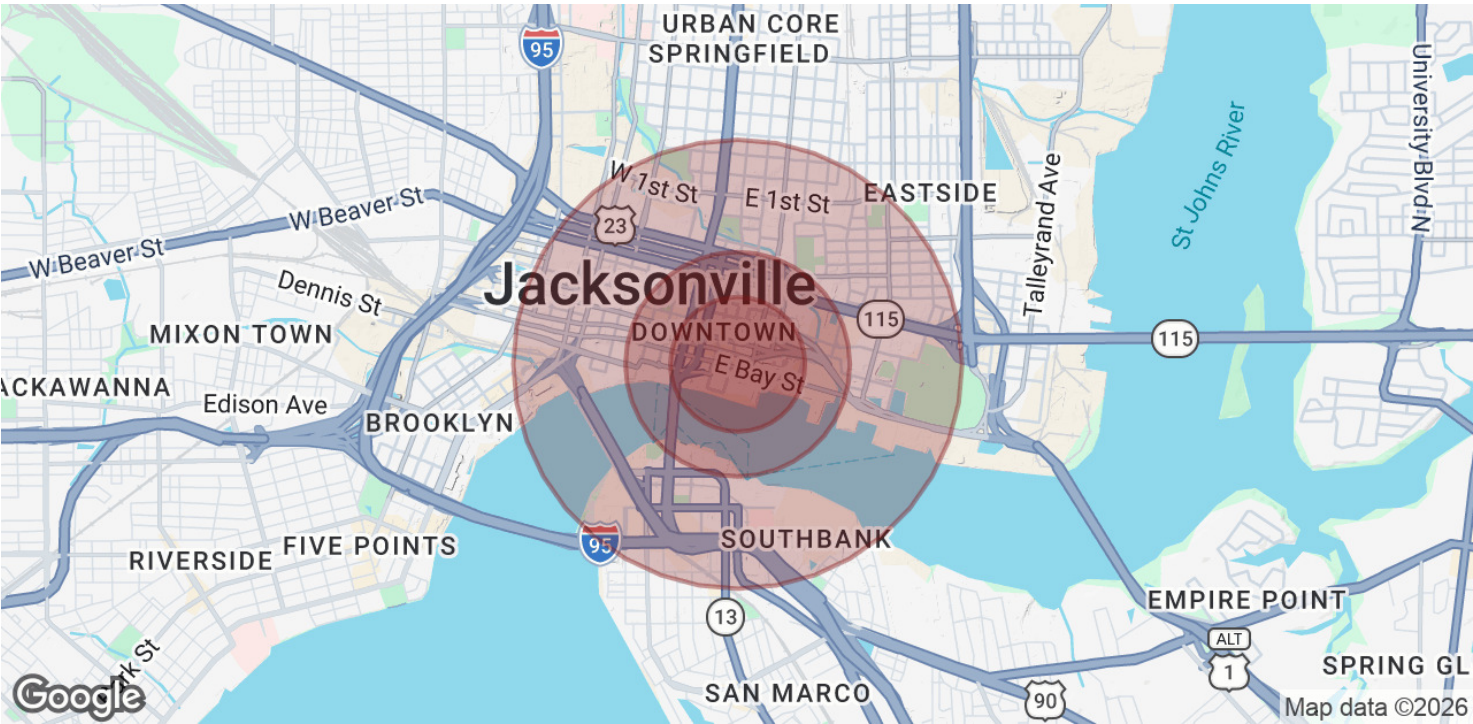 URBAN CORE
SPRINGFIELD
95
University Blvd N
St Johns River
Talleyrand Ave
W 1st St
E 1st St
EASTSIDE
W Beaver St
23
W Beaver St
Jacksonville
Dennis St
MIXON TOWN
DOWNTOWN
115
115
E Bay St
ACKAWANNA
Edison Ave
BROOKLYN
RIVERSIDE
FIVE POINTS
95
SOUTHBANK
13
EMPIRE POINT
ALT
1
SPRING GL
SAN MARCO
90
Google
Map data ©2026